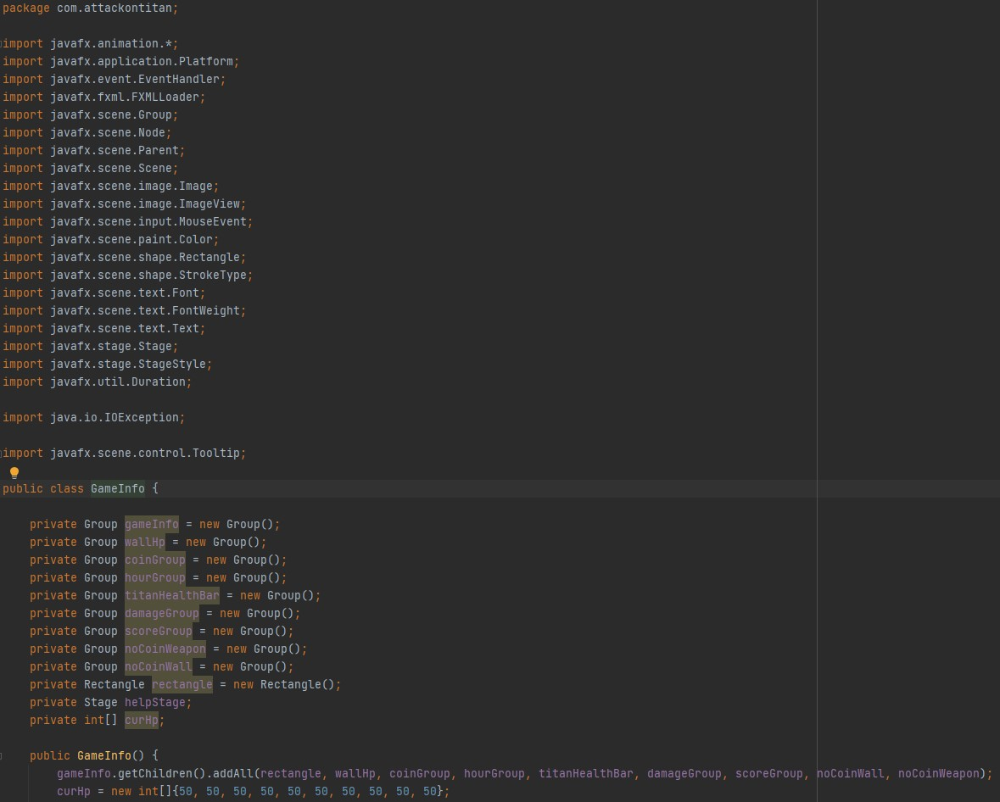 package com.attackontitan;
import javafx.animation.*;
import javafx.application.Platform;
import javafx.event.EventHandler;
import javafx.fxml.FXMLLoader;
import javafx.scene.Group;
import javafx.scene.Node;
import javafx.scene.Parent;
import javafx.scene.Scene;
import javafx.scene.image.Image;
import javafx.scene.image.ImageView;
import javafx.scene.input.MouseEvent;
import javafx.scene.paint.Color;
import javafx.scene.shape.Rectangle;
import javafx.scene.shape.StrokeType;
import javafx.scene.text.Font;
import javafx.scene.text.FontWeight;
import javafx.scene.text.Text;
import javafx.stage.Stage;
import javafx.stage.StageStyle;
import javafx.util.Duration;
import java.io.IOException;
import javafx.scene.control.Tooltip;
public class GameInfo {
private Group gameInfo = new Group();
private Group wallHp = new Group();
private Group coinGroup = new Group();
private Group hourGroup = new Group();
private Group titanHealthBar = new Group();
private Group damageGroup = new Group();
private Group scoreGroup = new Group();
private Group noCoinWeapon = new Group();
private Group noCoinWall = new Group();
private Rectangle rectangle = new Rectangle();
private Stage helpStage;
private int[] curHp;
public GameInfo() {
gameInfo.getChildren().addAll(rectangle, wallHp, coinGroup, hourGroup, titanHealthBar, damageGroup, scoreGroup, noCoinWall, noCoinWeapon);
curHp = new int[]{50, 50, 50, 50, 50, 50, 50, 50, 50, 50};